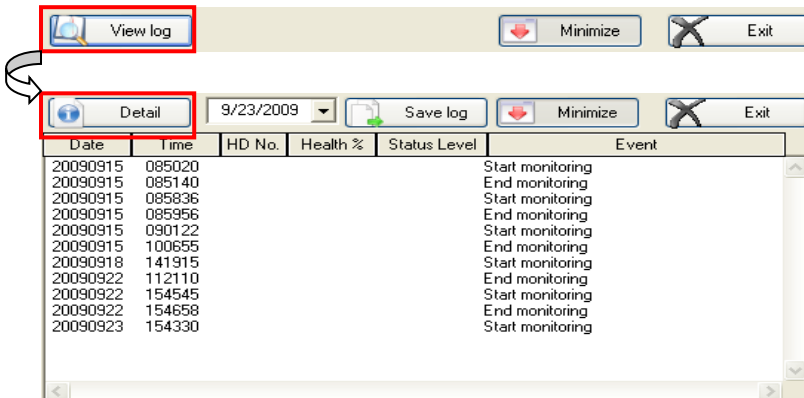 View log Minimize Exit
Detail 9/23/2009 Save log Minimize Exit
Date Time HD No. Health % Status Level Event
20090915 085020 Start monitoring
20090915 085140 End monitoring
20090915 085836 Start monitoring
20090915 085956 End monitoring
20090915 090122 Start monitoring
20090915 100655 End monitoring
20090918 141915 Start monitoring
20090922 112110 End monitoring
20090922 154545 Start monitoring
20090922 154658 End monitoring
20090923 154330 Start monitoring